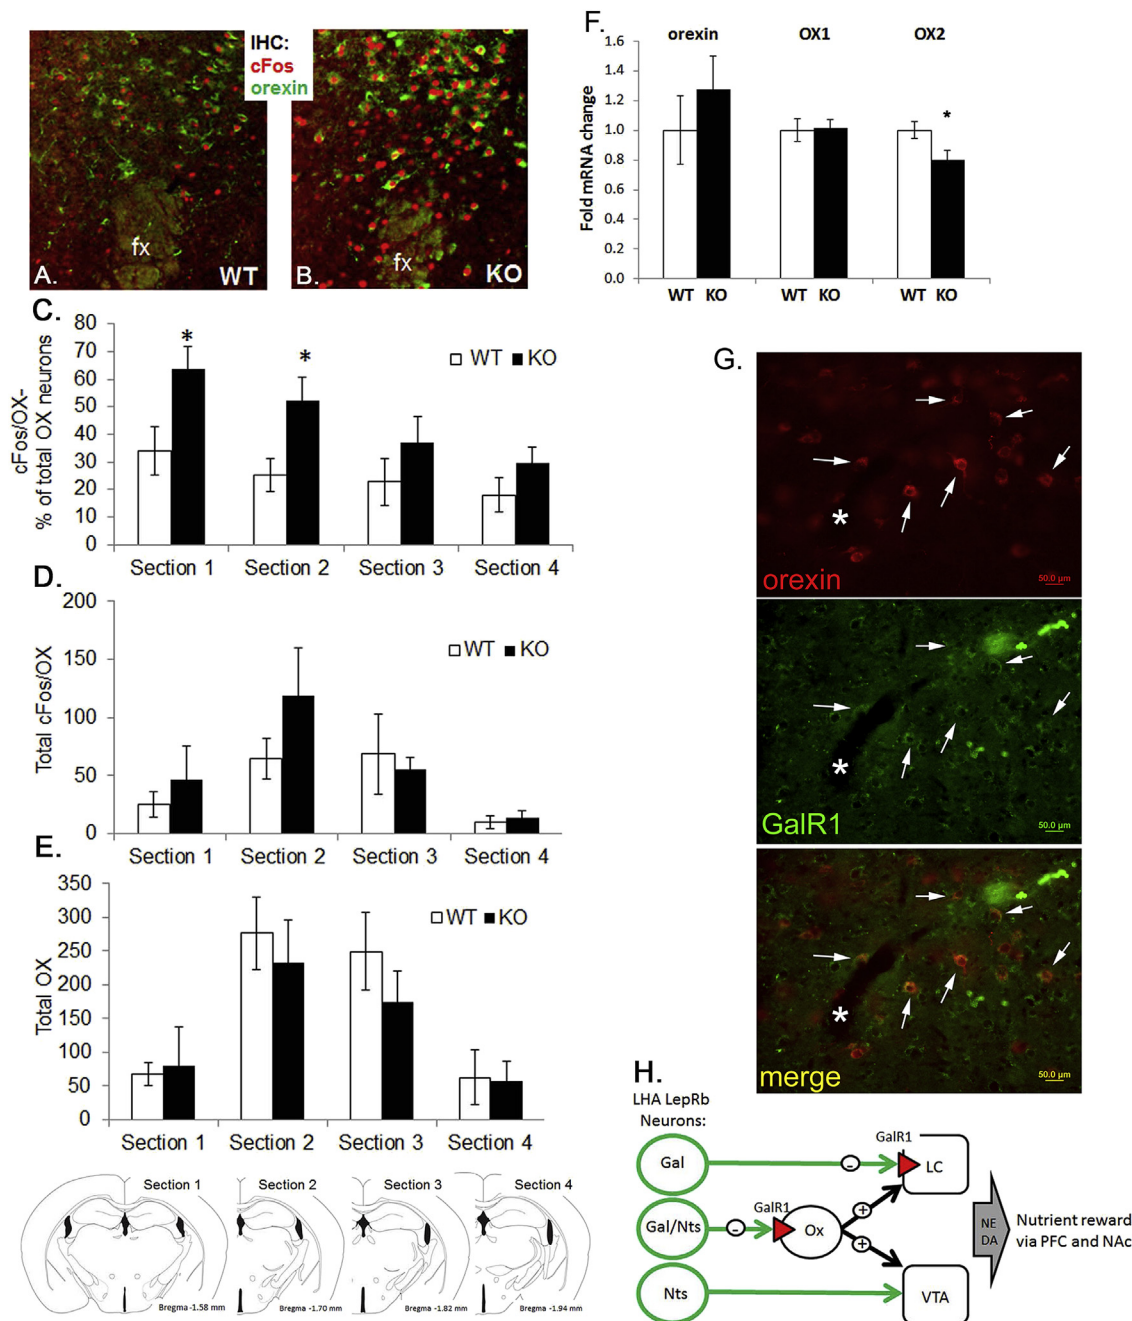 IHC:
cFos
orexin
fx
A.
WT
fx
B.
KO
C.
cFos/OX-
% of total OX neurons
80
70
60
50
40
30
20
10
0
*
*
WT KO
Section 1 Section 2 Section 3 Section 4
D.
Total cFos/OX
200
150
100
50
0
WT KO
Section 1 Section 2 Section 3 Section 4
E.
Total OX
350
300
250
200
150
100
50
0
WT KO
Section 1 Section 2 Section 3 Section 4
Section 1 Section 2 Section 3 Section 4
Bregma -1.58 mm Bregma -1.70 mm Bregma -1.82 mm Bregma -1.94 mm
F.
orexin OX1 OX2
Fold mRNA change
1.6
1.4
1.2
1.0
0.8
0.6
0.4
0.2
0.0
*
WT KO WT KO WT KO
G.
*
orexin
50.0 µm
*
GalR1
50.0 µm
*
merge
50.0 µm
H.
LHA LepRb
Neurons:
Gal
-
GalR1
LC
Gal/Nts
-
GalR1
Ox
+
+
Nts
VTA
NE
DA
Nutrient reward
via PFC and NAc